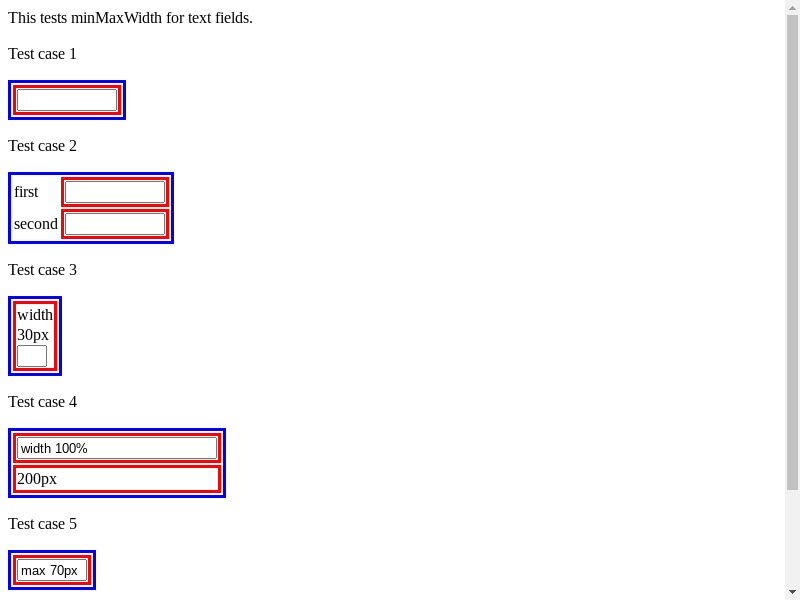 This tests minMaxWidth for text fields.
Test case 1
Test case 2
first
second
Test case 3
width
30px
Test case 4
width 100%
200px
Test case 5
max 70px